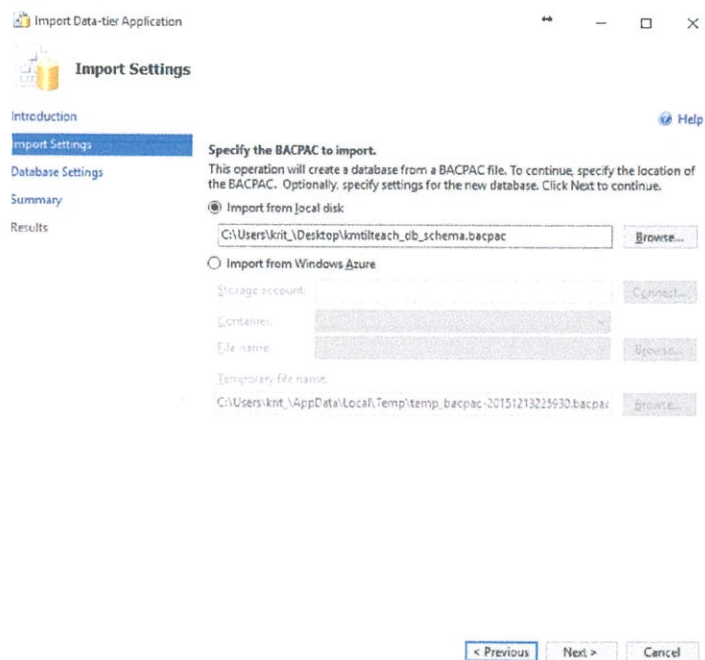 Import Data-tier Application
Import Settings
Introduction
Help
Import Settings
Specify the BACPAC to import.
Database Settings
This operation will create a database from a BACPAC file. To continue, specify the location of
the BACPAC. Optionally, specify settings for the new database. Click Next to continue.
Summary
Import from local disk
Results
C:\Users\krit_\Desktop\kmtilteach_db_schema.bacpac
Browse...
Import from Windows Azure
Storage account:
Connect...
Container:
File name:
Browse...
Temporary file name:
C:\Users\krit_\AppData\Local\Temp\temp_bacpac-20151213225930.bacpac
Browse...
< Previous
Next >
Cancel